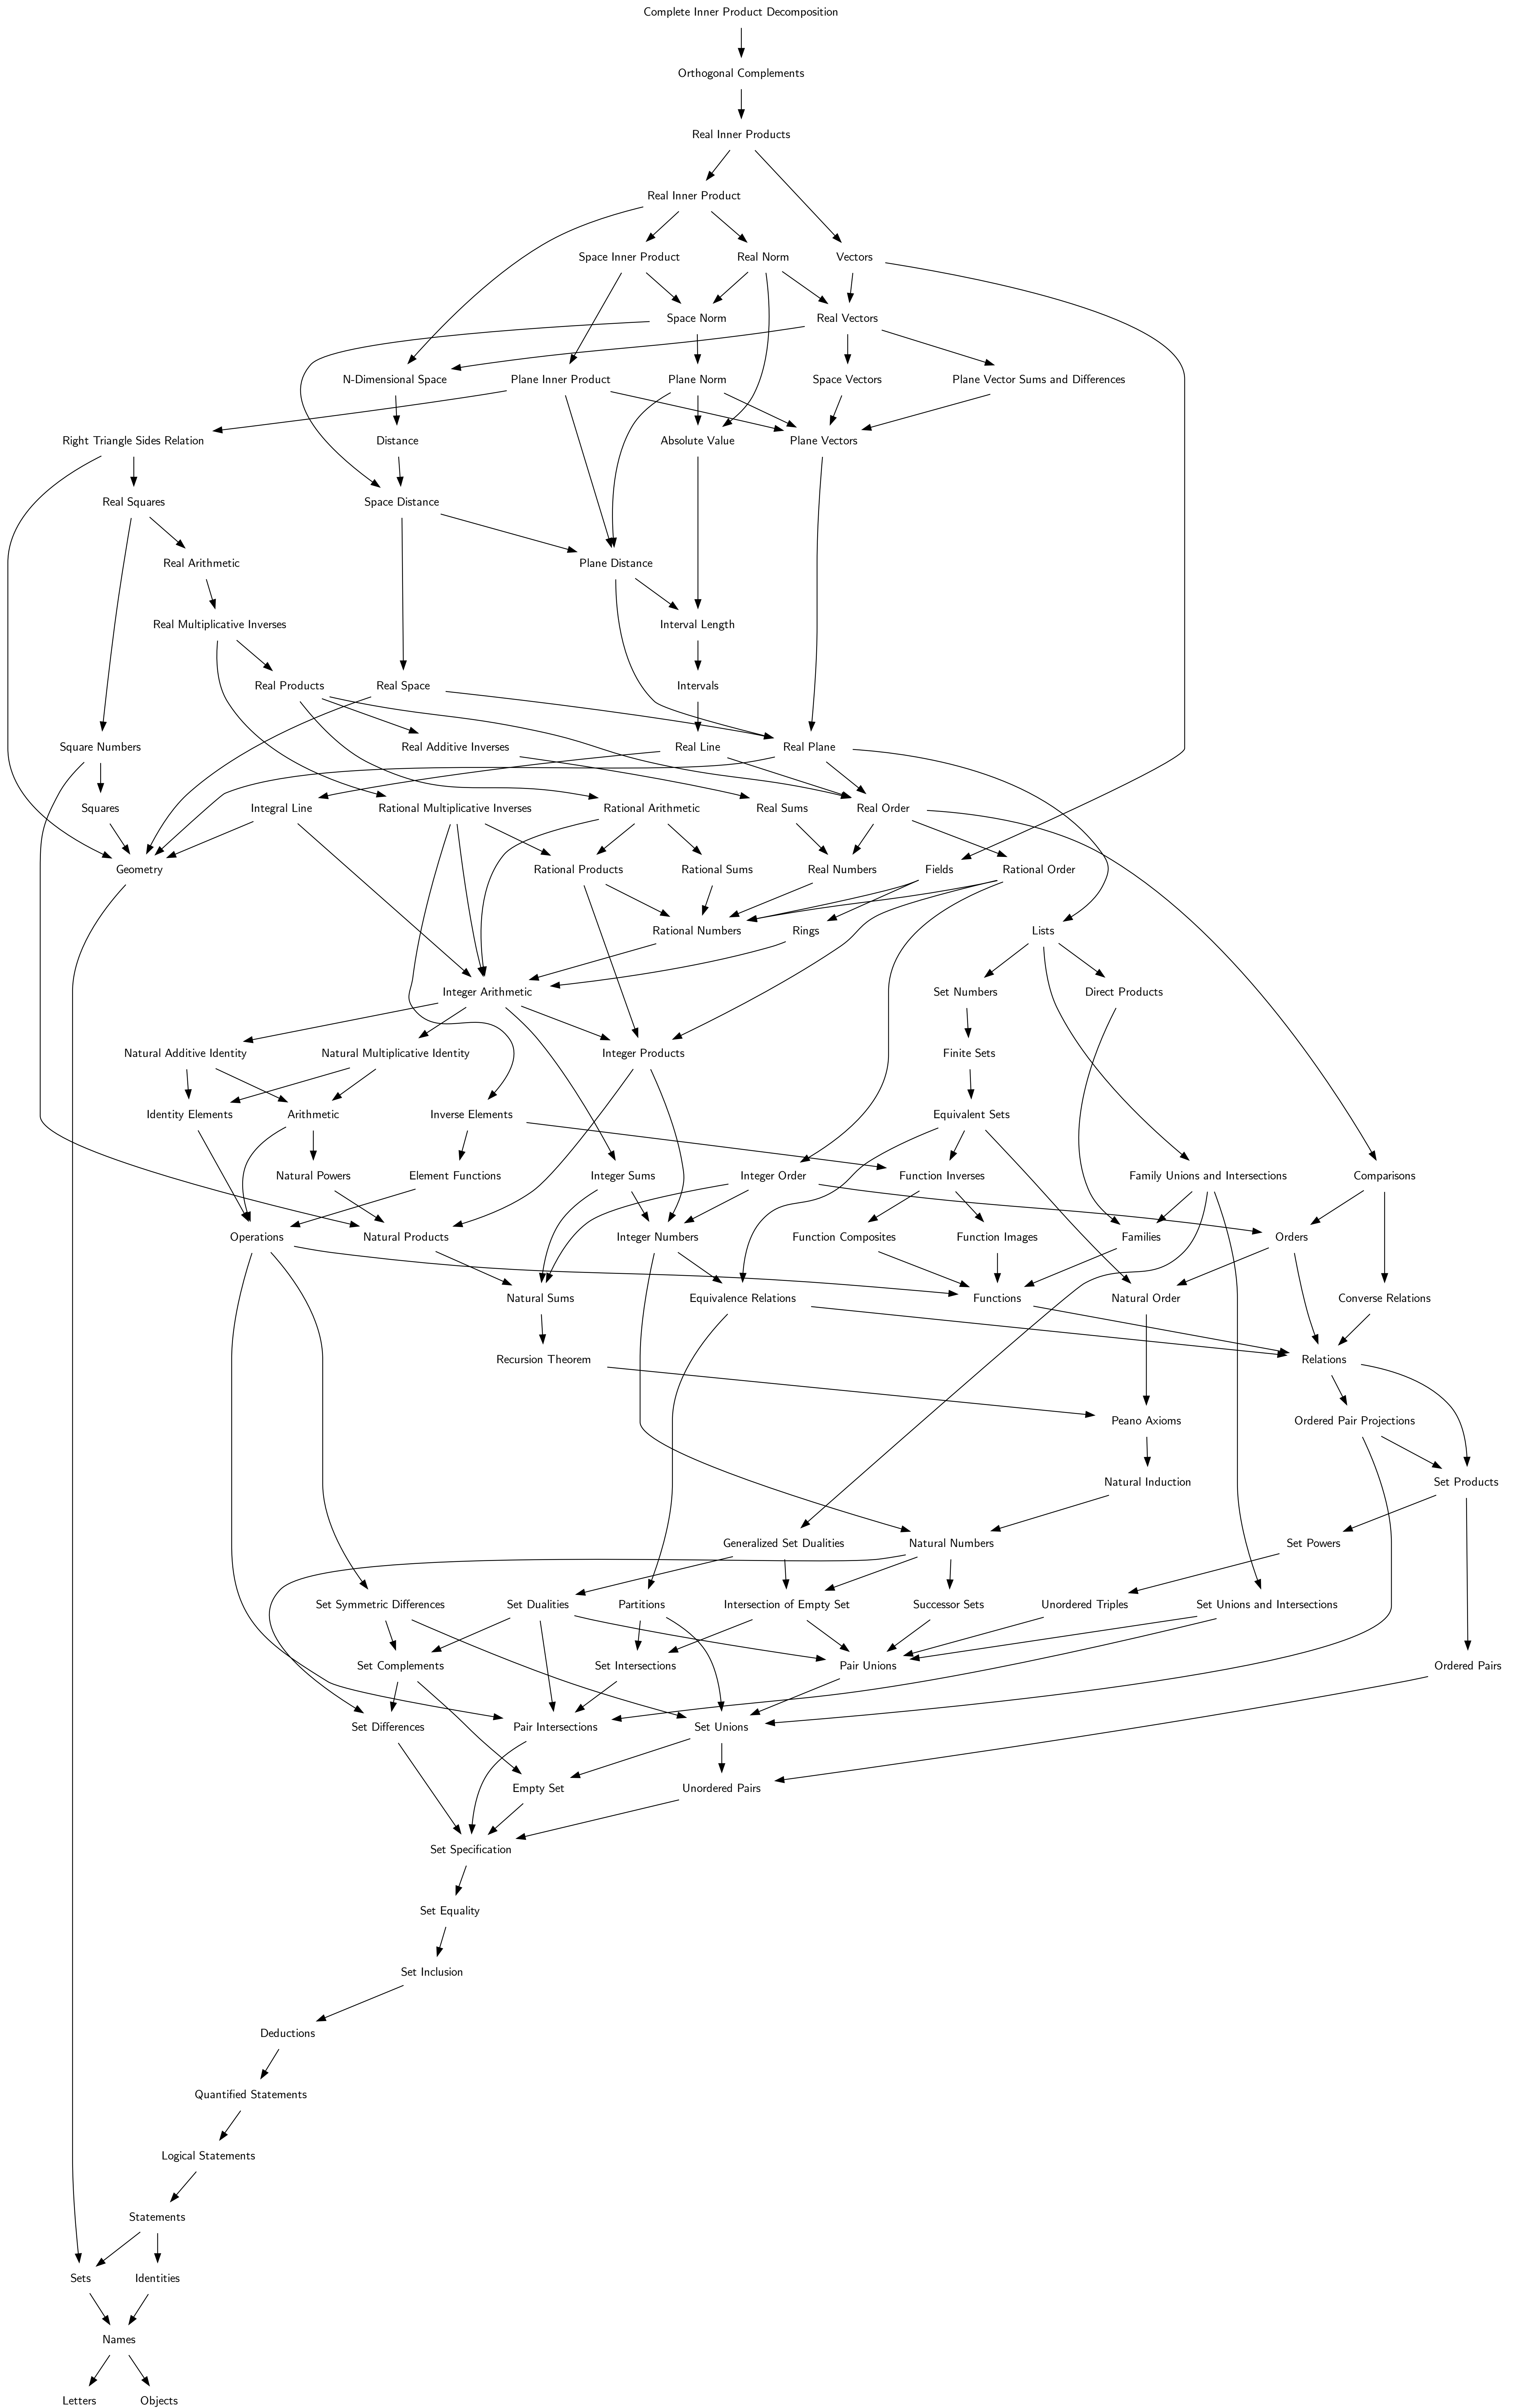 Complete Inner Product Decomposition
Orthogonal Complements
Real Inner Products
Real Inner Product
Space Inner Product
Real Norm
Vectors
Space Norm
Real Vectors
N-Dimensional Space
Plane Inner Product
Plane Norm
Space Vectors
Plane Vector Sums and Differences
Right Triangle Sides Relation
Distance
Absolute Value
Plane Vectors
Real Squares
Space Distance
Real Arithmetic
Plane Distance
Real Multiplicative Inverses
Interval Length
Real Products
Real Space
Intervals
Square Numbers
Real Additive Inverses
Real Line
Real Plane
Squares
Integral Line
Rational Multiplicative Inverses
Rational Arithmetic
Real Sums
Real Order
Geometry
Rational Products
Rational Sums
Real Numbers
Fields
Rational Order
Rational Numbers
Rings
Lists
Integer Arithmetic
Set Numbers
Direct Products
Natural Additive Identity
Natural Multiplicative Identity
Integer Products
Finite Sets
Identity Elements
Arithmetic
Inverse Elements
Equivalent Sets
Natural Powers
Element Functions
Integer Sums
Integer Order
Function Inverses
Family Unions and Intersections
Comparisons
Operations
Natural Products
Integer Numbers
Function Composites
Function Images
Families
Orders
Natural Sums
Equivalence Relations
Functions
Natural Order
Converse Relations
Recursion Theorem
Relations
Peano Axioms
Ordered Pair Projections
Natural Induction
Set Products
Generalized Set Dualities
Natural Numbers
Set Powers
Set Symmetric Differences
Set Dualities
Partitions
Intersection of Empty Set
Successor Sets
Unordered Triples
Set Unions and Intersections
Set Complements
Set Intersections
Pair Unions
Ordered Pairs
Set Differences
Pair Intersections
Set Unions
Empty Set
Unordered Pairs
Set Specification
Set Equality
Set Inclusion
Deductions
Quantified Statements
Logical Statements
Statements
Sets
Identities
Names
Letters
Objects